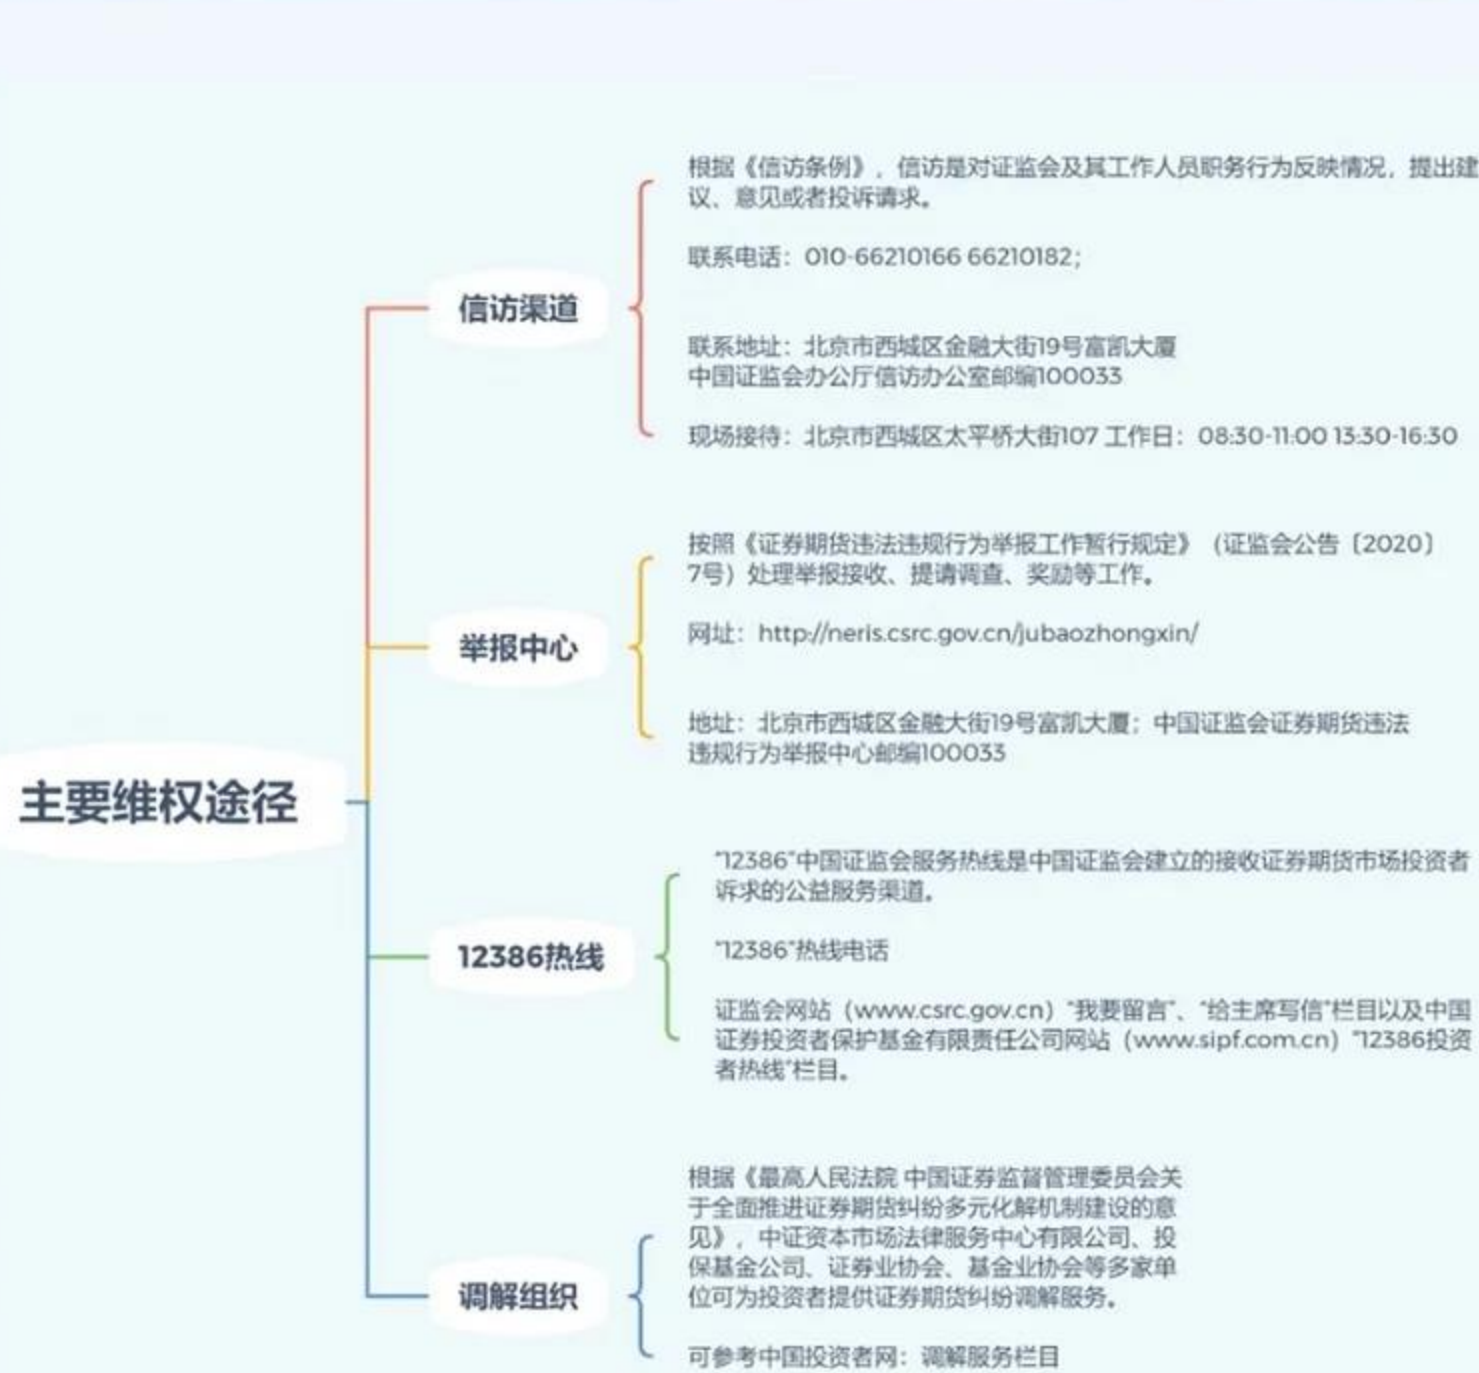 主要维权途径
信访渠道
根据《信访条例》，信访是对证监会及其工作人员职务行为反映情况，提出建
议、意见或者投诉请求。
联系电话：010-66210166 66210182；
联系地址：北京市西城区金融大街19号富凯大厦
中国证监会办公厅信访办公室邮编100033
现场接待：北京市西城区太平桥大街107 工作日：08:30-11:00 13:30-16:30
举报中心
按照《证券期货违法违规行为举报工作暂行规定》（证监会公告〔2020〕
7号）处理举报接收、提请调查、奖励等工作。
网址：http://neris.csrc.gov.cn/jubaozhongxin/
地址：北京市西城区金融大街19号富凯大厦；中国证监会证券期货违法
违规行为举报中心邮编100033
12386热线
“12386”中国证监会服务热线是中国证监会建立的接收证券期货市场投资者
诉求的公益服务渠道。
“12386”热线电话
证监会网站（www.csrc.gov.cn）“我要留言”、“给主席写信”栏目以及中国
证券投资者保护基金有限责任公司网站（www.sipf.com.cn）“12386投资
者热线”栏目。
调解组织
根据《最高人民法院 中国证券监督管理委员会关
于全面推进证券期货纠纷多元化解机制建设的意
见》，中证资本市场法律服务中心有限公司、投
保基金公司、证券业协会、基金业协会等多家单
位可为投资者提供证券期货纠纷调解服务。
可参考中国投资者网：调解服务栏目